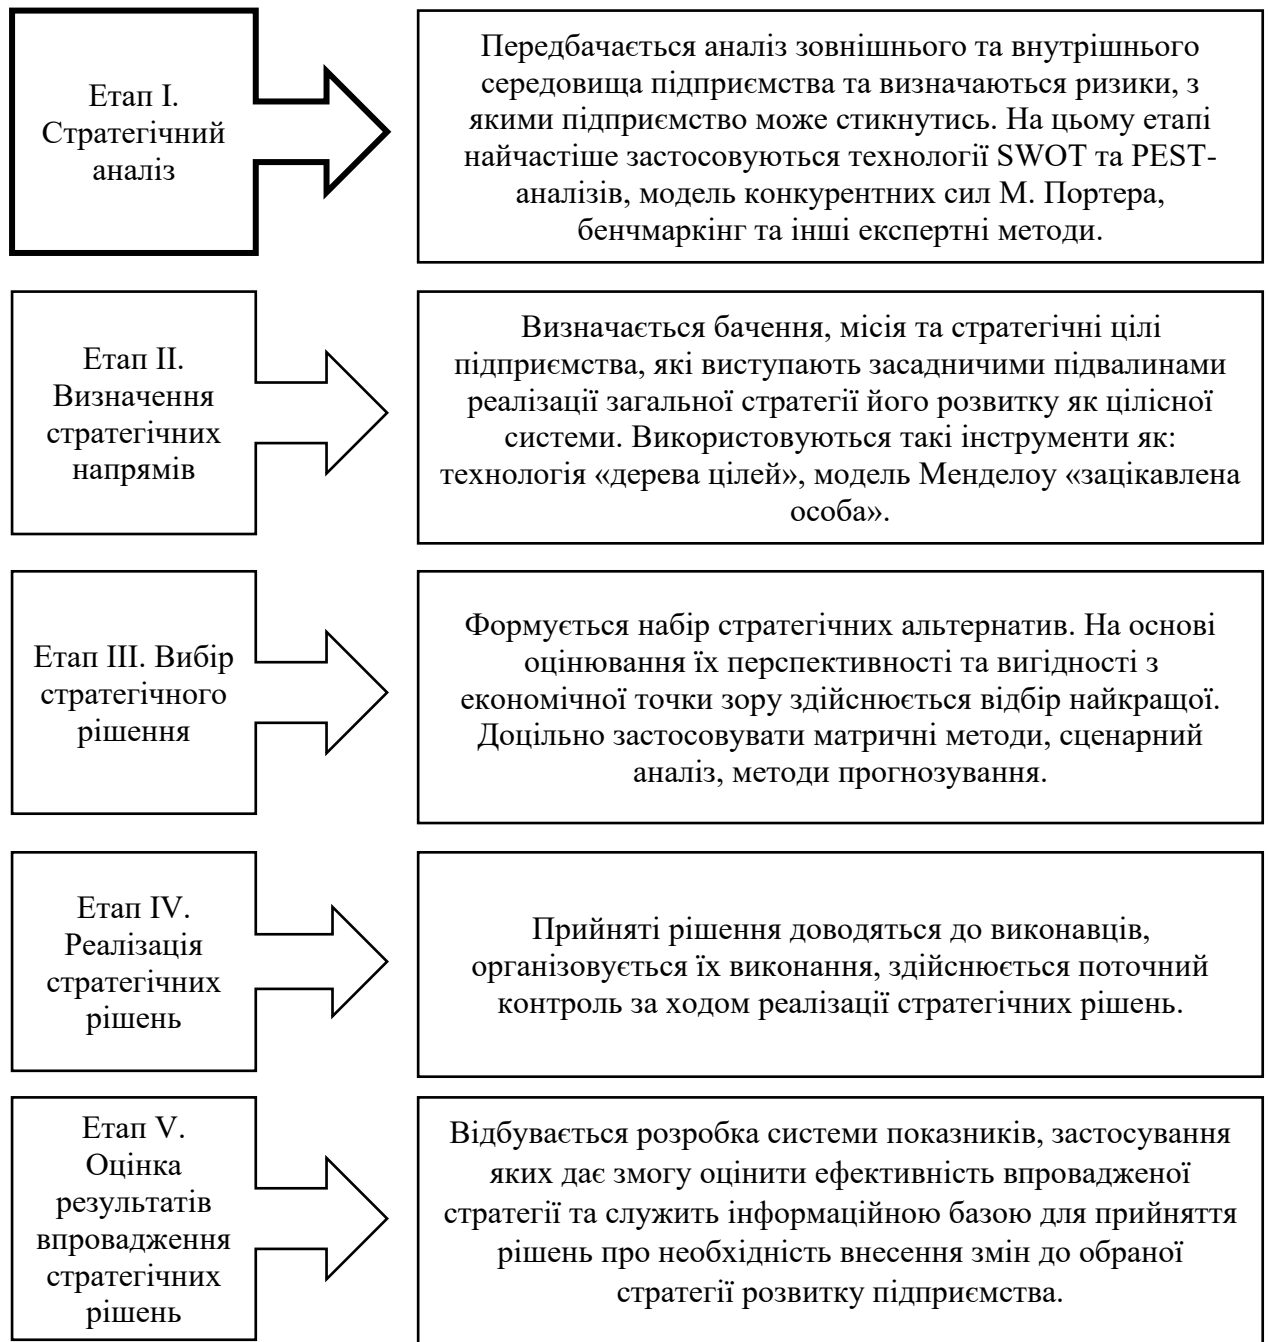 Етап І.
Стратегічний
аналіз
Передбачається аналіз зовнішнього та внутрішнього
середовища підприємства та визначаються ризики, з
якими підприємство може стикнутись. На цьому етапі
найчастіше застосовуються технології SWOT та PEST-
аналізів, модель конкурентних сил М. Портера,
бенчмаркінг та інші експертні методи.
Етап ІІ.
Визначення
стратегічних
напрямів
Визначається бачення, місія та стратегічні цілі
підприємства, які виступають засадничими підвалинами
реалізації загальної стратегії його розвитку як цілісної
системи. Використовуються такі інструменти як:
технологія «дерева цілей», модель Менделоу «зацікавлена
особа».
Етап ІІІ. Вибір
стратегічного
рішення
Формується набір стратегічних альтернатив. На основі
оцінювання їх перспективності та вигідності з
економічної точки зору здійснюється відбір найкращої.
Доцільно застосовувати матричні методи, сценарний
аналіз, методи прогнозування.
Етап IV.
Реалізація
стратегічних
рішень
Прийняті рішення доводяться до виконавців,
організовується їх виконання, здійснюється поточний
контроль за ходом реалізації стратегічних рішень.
Етап V.
Оцінка
результатів
впровадження
стратегічних
рішень
Відбувається розробка системи показників, застосування
яких дає змогу оцінити ефективність впровадженої
стратегії та служить інформаційною базою для прийняття
рішень про необхідність внесення змін до обраної
стратегії розвитку підприємства.